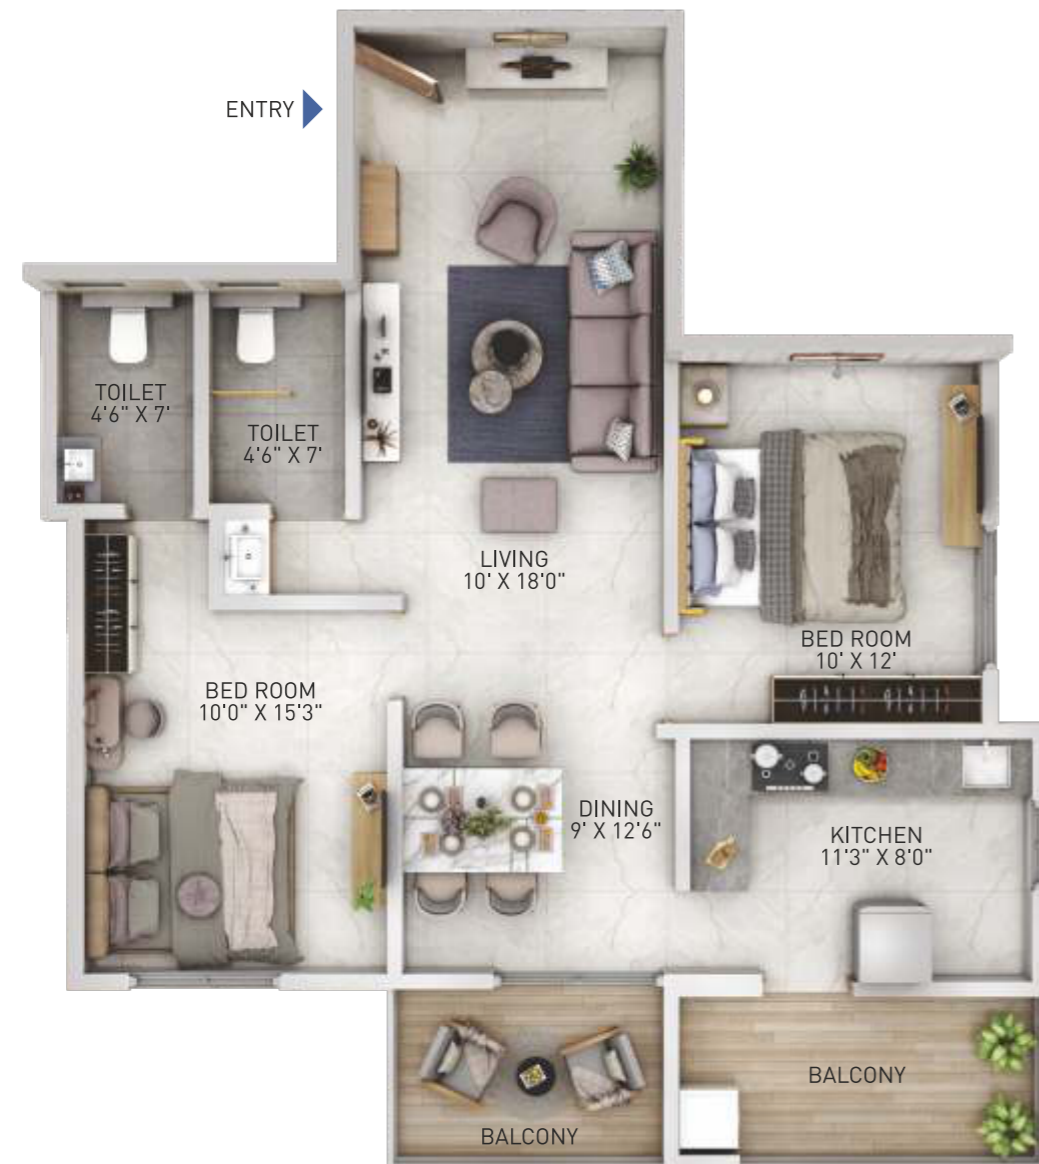 ENTRY
TOILET
4'6" X 7'
TOILET
4'6" X 7'
LIVING
10' X 18'0"
BED ROOM
10' X 12'
BED ROOM
10'0" X 15'3"
DINING
9' X 12'6"
KITCHEN
11'3" X 8'0"
BALCONY
BALCONY